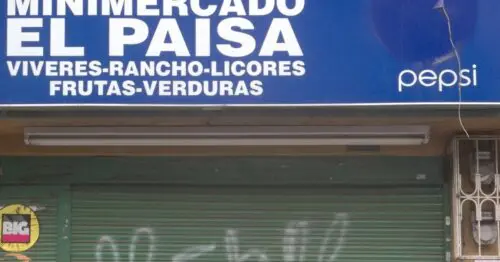 MINIMERCADO
EL PAISA
VIVERES-RANCHO-LICORES
FRUTAS-VERDURAS
pepsi
BIG